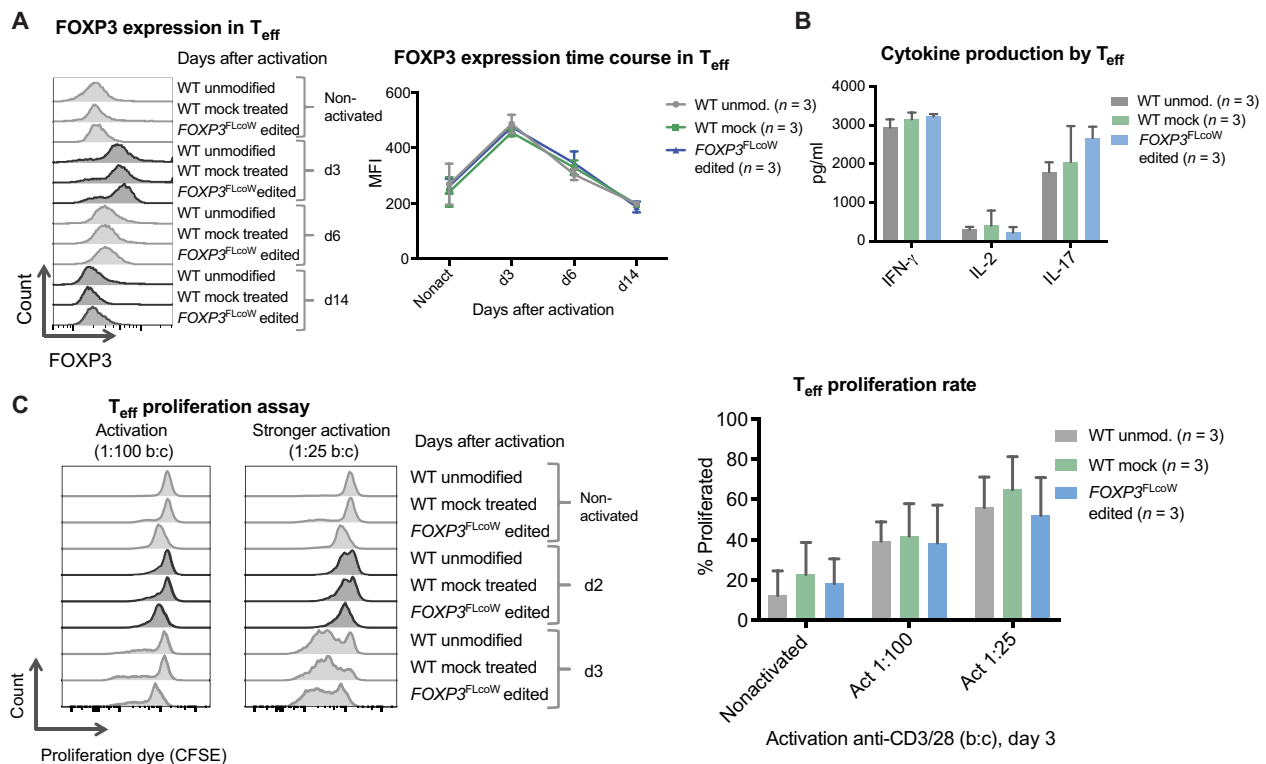 A
FOXP3 expression in Teff
Days after activation
WT unmodified
WT mock treated
FOXP3FLcoW edited
Non-
activated
WT unmodified
WT mock treated
FOXP3FLcoW edited
d3
WT unmodified
WT mock treated
FOXP3FLcoW edited
d6
WT unmodified
WT mock treated
FOXP3FLcoW edited
d14
Count
FOXP3
FOXP3 expression time course in Teff
600
400
200
0
MFI
Nonact
d3
d6
d14
Days after activation
WT unmod. (n = 3)
WT mock (n = 3)
FOXP3FLcoW
edited (n = 3)
B
Cytokine production by Teff
4000
3000
2000
1000
0
pg/ml
IFN-γ
IL-2
IL-17
WT unmod. (n = 3)
WT mock (n = 3)
FOXP3FLcoW
edited (n = 3)
C
Teff proliferation assay
Activation
(1:100 b:c)
Stronger activation
(1:25 b:c)
Days after activation
WT unmodified
WT mock treated
FOXP3FLcoW edited
Non-
activated
WT unmodified
WT mock treated
FOXP3FLcoW edited
d2
WT unmodified
WT mock treated
FOXP3FLcoW edited
d3
Count
Proliferation dye (CFSE)
Teff proliferation rate
100
80
60
40
20
0
% Proliferated
Nonactivated
Act 1:100
Act 1:25
Activation anti-CD3/28 (b:c), day 3
WT unmod. (n = 3)
WT mock (n = 3)
FOXP3FLcoW
edited (n = 3)